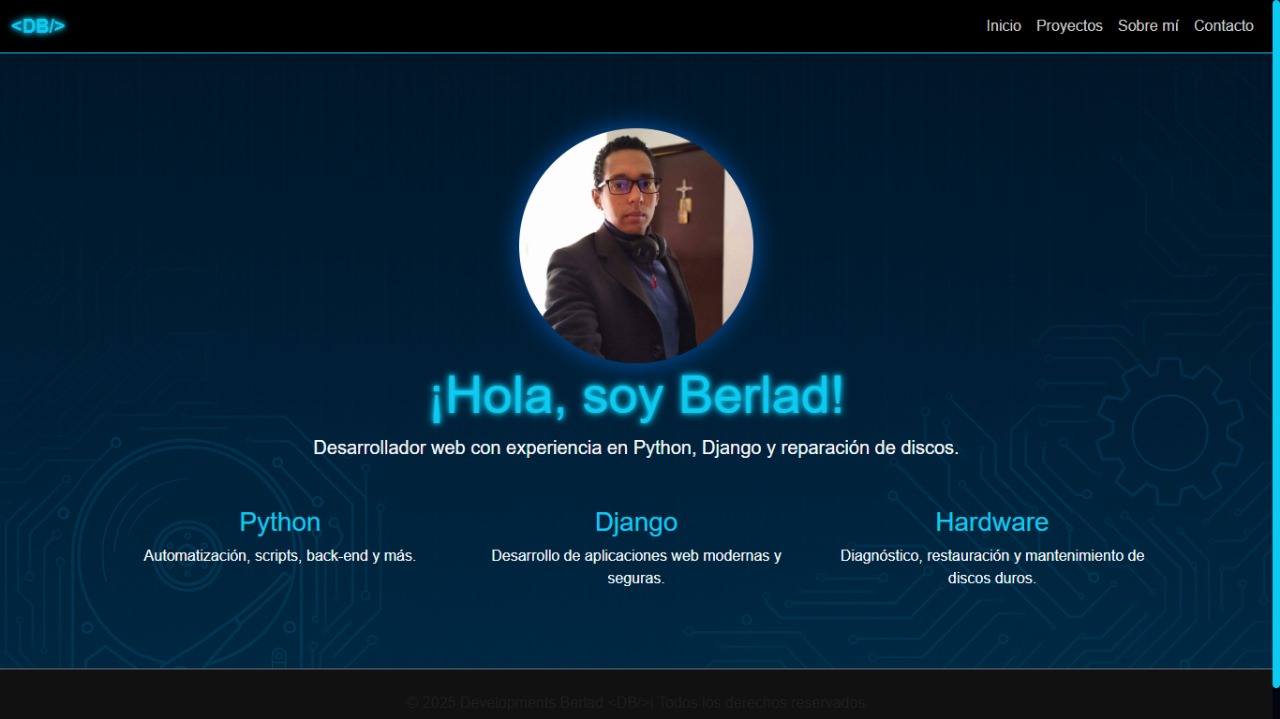 <DB/>
Inicio Proyectos Sobre mí Contacto
¡Hola, soy Berlad!
Desarrollador web con experiencia en Python, Django y reparación de discos.
Python
Automatización, scripts, back-end y más.
Django
Desarrollo de aplicaciones web modernas y
seguras.
Hardware
Diagnóstico, restauración y mantenimiento de
discos duros.
© 2025 Developments Berlad <DB/>| Todos los derechos reservados